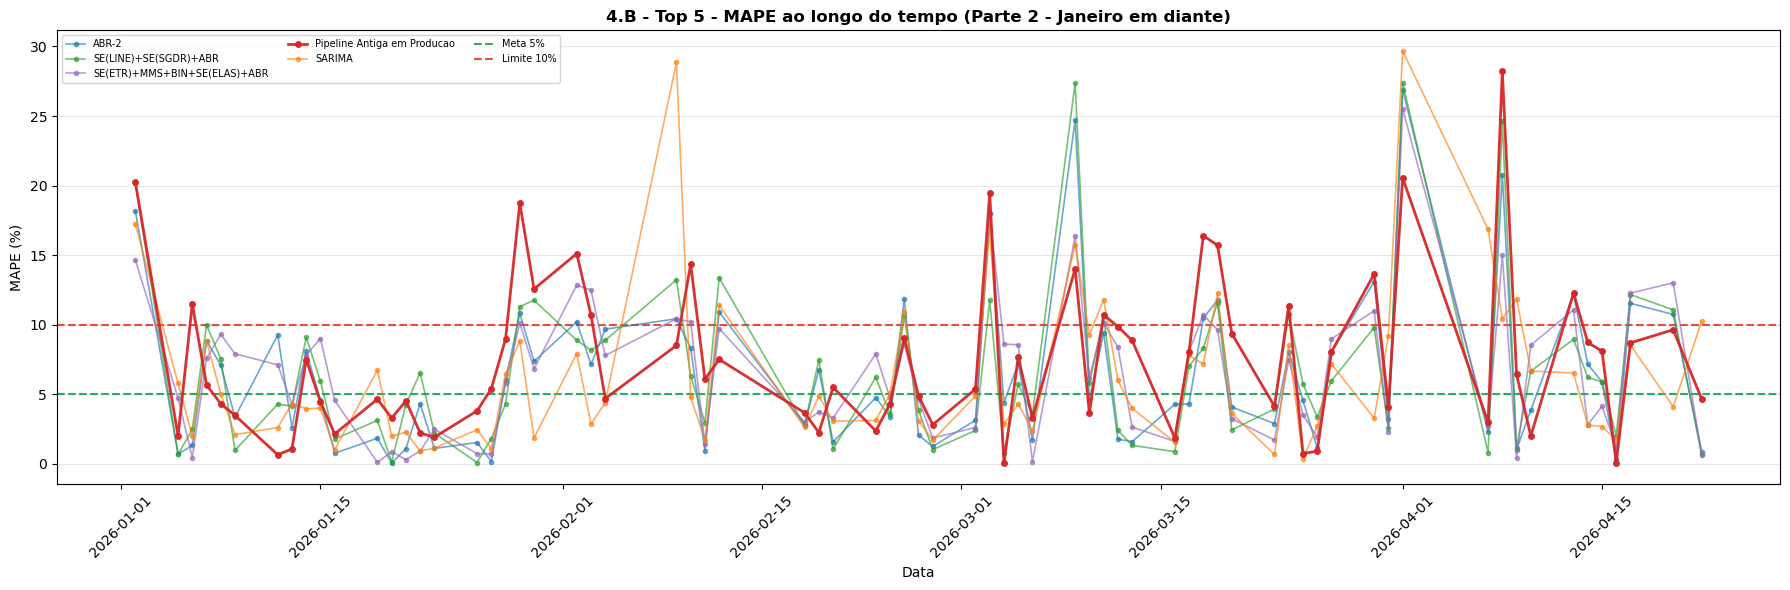 4.B - Top 5 - MAPE ao longo do tempo (Parte 2 - Janeiro em diante)
ABR-2
SE(LINE)+SE(SGDR)+ABR
SE(ETR)+MMS+BIN+SE(ELAS)+ABR
Pipeline Antiga em Producao
SARIMA
Meta 5%
Limite 10%
MAPE (%)
30
25
20
15
10
5
0
2026-01-01
2026-01-15
2026-02-01
2026-02-15
2026-03-01
2026-03-15
2026-04-01
2026-04-15
Data